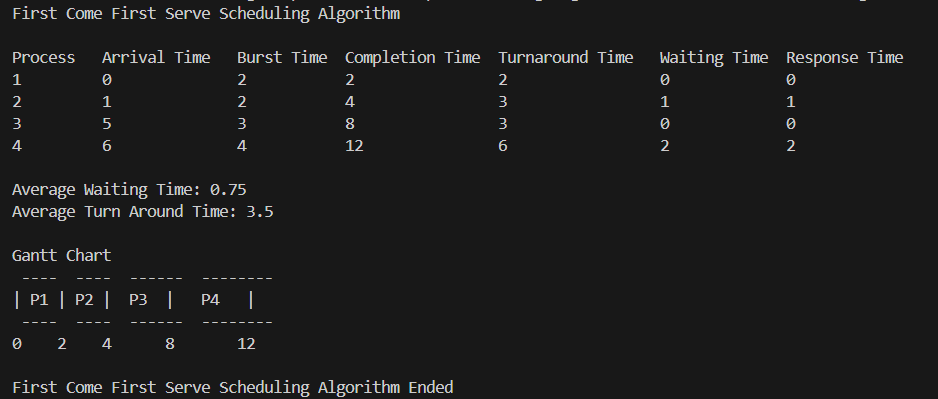 First Come First Serve Scheduling Algorithm
Process Arrival Time Burst Time Completion Time Turnaround Time Waiting Time Response Time
1 0 2 2 2 0 0
2 1 2 4 3 1 1
3 5 3 8 3 0 0
4 6 4 12 6 2 2
Average Waiting Time: 0.75
Average Turn Around Time: 3.5
Gantt Chart
---- ---- ------ --------
| P1 | P2 | P3 | P4 |
---- ---- ------ --------
0 2 4 8 12
First Come First Serve Scheduling Algorithm Ended